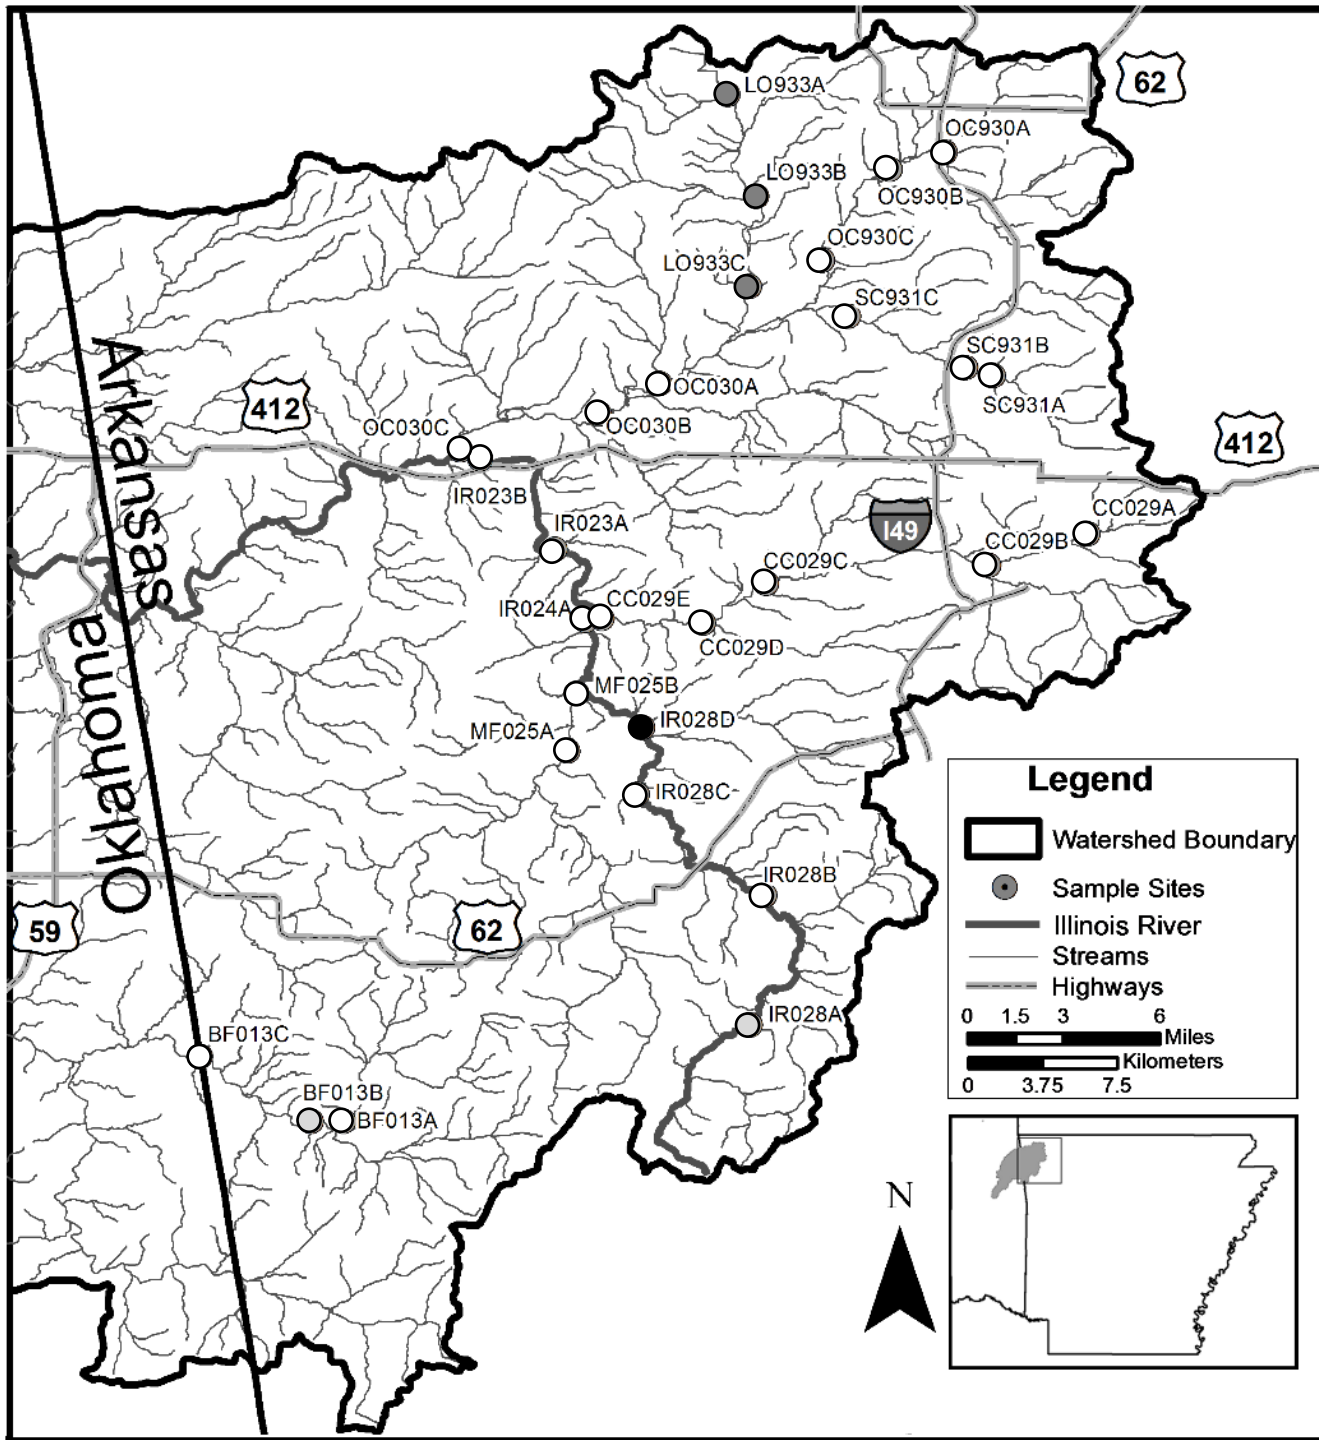 LO933A
62
OC930A
LO933B
OC930B
OC930C
LO933C
SC931C
SC931B
SC931A
OC030A
412
OC030B
OC030C
412
IR023B
IR023A
I49
CC029A
CC029B
CC029C
IR024A
CC029E
CC029D
MF025B
IR028D
MF025A
IR028C
Arkansas
Oklahoma
IR028B
59
62
IR028A
BF013C
BF013B
BF013A
Legend
Watershed Boundary
Sample Sites
Illinois River
Streams
Highways
0 1.5 3 6
Miles
Kilometers
0 3.75 7.5
N